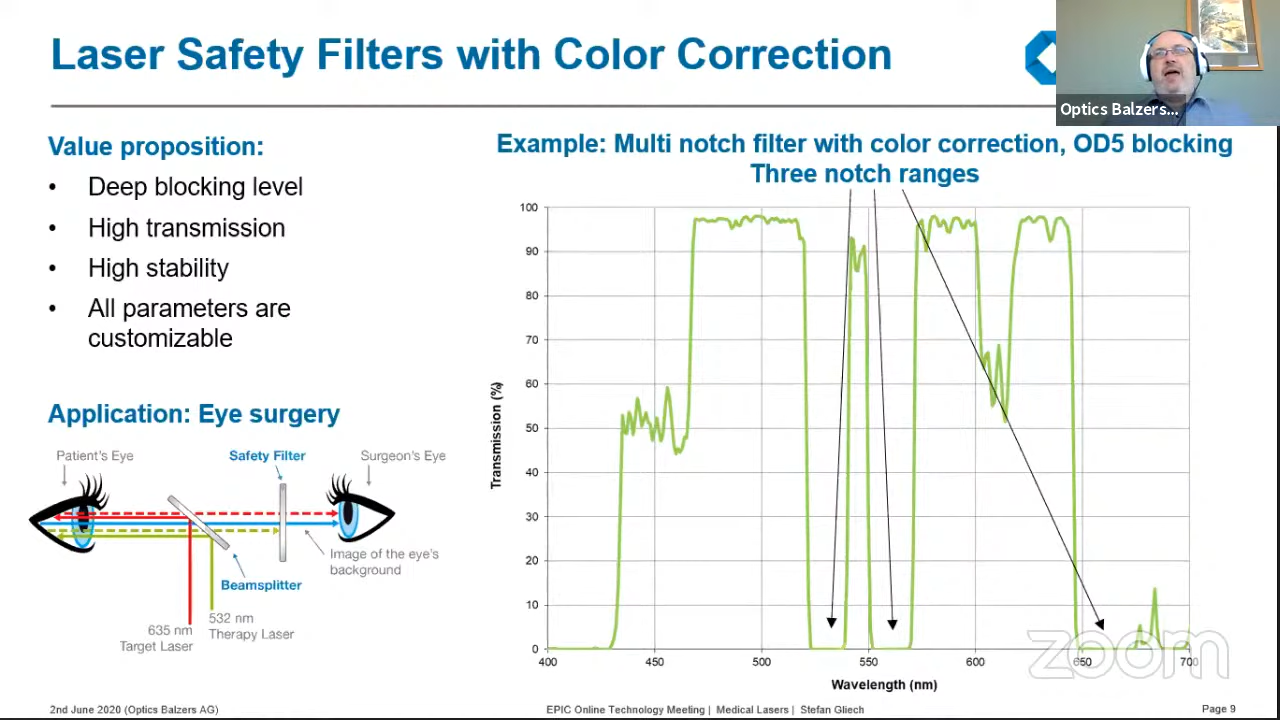 Laser Safety Filters with Color Correction
Optics Balzers...
Value proposition:
• Deep blocking level
• High transmission
• High stability
• All parameters are
customizable
Application: Eye surgery
Patient's Eye
Safety Filter
Surgeon's Eye
Image of the eye's
background
Beamsplitter
532 nm
Therapy Laser
635 nm
Target Laser
Example: Multi notch filter with color correction, OD5 blocking
Three notch ranges
100
90
80
70
60
50
40
30
20
10
0
Transmission (%)
400
450
500
550
600
650
700
Wavelength (nm)
zoom
2nd June 2020 (Optics Balzers AG)
EPIC Online Technology Meeting | Medical Lasers | Stefan Gliech
Page 9